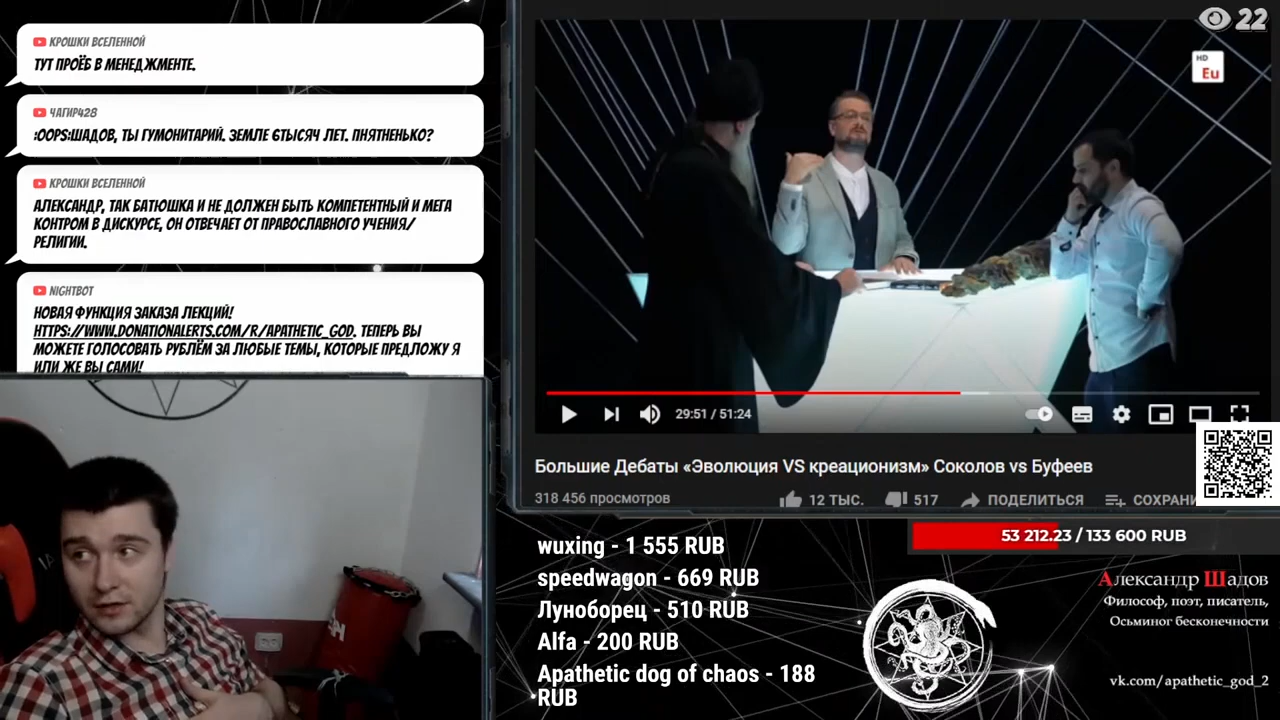 КРОШКИ ВСЕЛЕННОЙ
ТУТ ПРОЁБ В МЕНЕДЖМЕНТЕ.
ЧАГИР428
:OOPS:ШАДОВ, ТЫ ГУМОНИТАРИЙ. ЗЕМЛЕ 6ТЫСЯЧ ЛЕТ. ПНЯТНЕНЬКО?
КРОШКИ ВСЕЛЕННОЙ
АЛЕКСАНДР, ТАК БАТЮШКА И НЕ ДОЛЖЕН БЫТЬ КОМПЕТЕНТНЫЙ И МЕГА
КОНТРОМ В ДИСКУРСЕ, ОН ОТВЕЧАЕТ ОТ ПРАВОСЛАВНОГО УЧЕНИЯ/
РЕЛИГИИ.
NIGHTBOT
НОВАЯ ФУНКЦИЯ ЗАКАЗА ЛЕКЦИЙ!
HTTPS://WWW.DONATIONALERTS.COM/R/APATHETIC_GOD. ТЕПЕРЬ ВЫ
МОЖЕТЕ ГОЛОСОВАТЬ РУБЛЁМ ЗА ЛЮБЫЕ ТЕМЫ, КОТОРЫЕ ПРЕДЛОЖУ Я
ИЛИ ЖЕ ВЫ САМИ!
22
HD
Eu
29:51 / 51:24
Большие Дебаты «Эволюция VS креационизм» Соколов vs Буфеев
318 456 просмотров
12 ТЫС.
517
ПОДЕЛИТЬСЯ
СОХРАНИ
53 212.23 / 133 600 RUB
wuxing - 1 555 RUB
speedwagon - 669 RUB
Луноборец - 510 RUB
Alfa - 200 RUB
Apathetic dog of chaos - 188
RUB
Александр Шадов
Философ, поэт, писатель,
Осьминог бесконечности
vk.com/apathetic_god_2